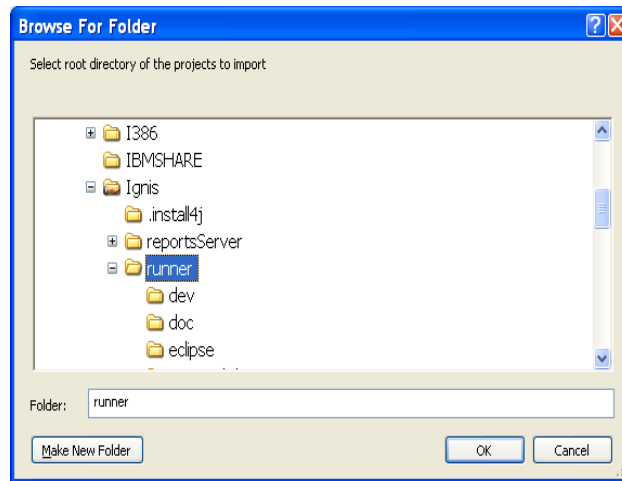 Browse For Folder
Select root directory of the projects to import
I386
IBMSHARE
Ignis
.install4j
reportsServer
runner
dev
doc
eclipse
Folder: runner
Make New Folder OK Cancel